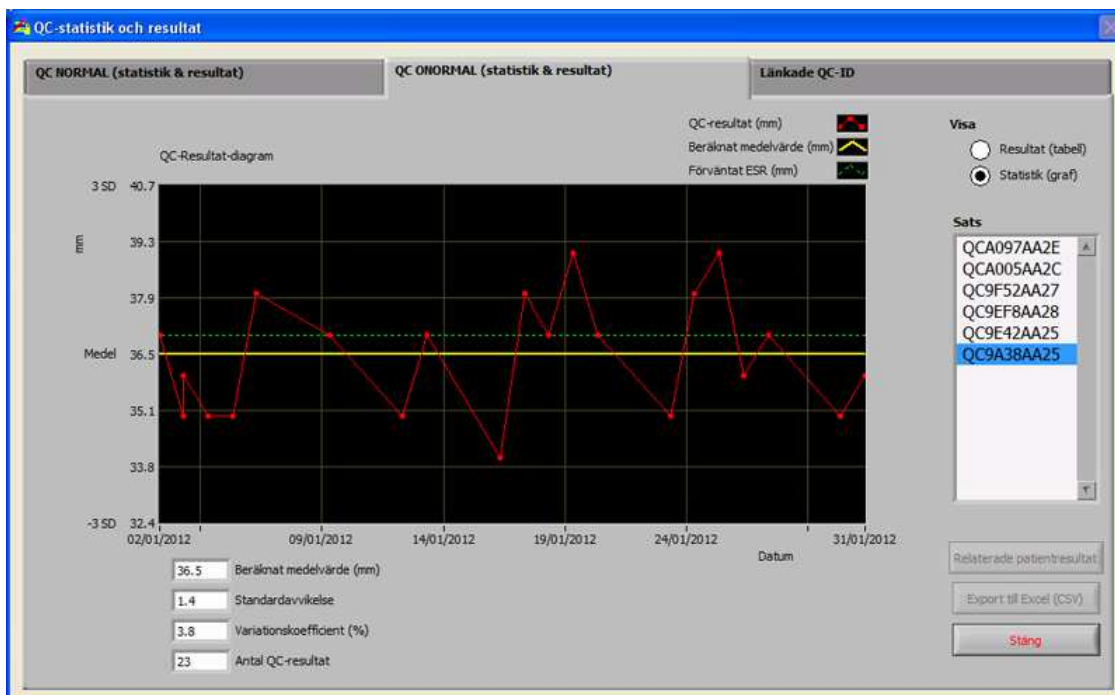 QC-statistik och resultat
QC NORMAL (statistik & resultat)
QC ONORMAL (statistik & resultat)
Länkade QC-ID
QC-resultat (mm)
Beräknat medelvärde (mm)
Förväntat ESR (mm)
QC-Resultat-diagram
3 SD
40.7
mm
39.3
37.9
Medel
36.5
35.1
33.8
-3 SD
32.4
02/01/2012
09/01/2012
14/01/2012
19/01/2012
24/01/2012
31/01/2012
Datum
36.5
Beräknat medelvärde (mm)
1.4
Standardavvikelse
3.8
Variationskoefficient (%)
23
Antal QC-resultat
Visa
Resultat (tabell)
Statistik (graf)
Sats
QCA097AA2E
QCA005AA2C
QC9F52AA27
QC9EF8AA28
QC9E42AA25
QC9A38AA25
Relaterade patientresultat
Export till Excel (CSV)
Stäng